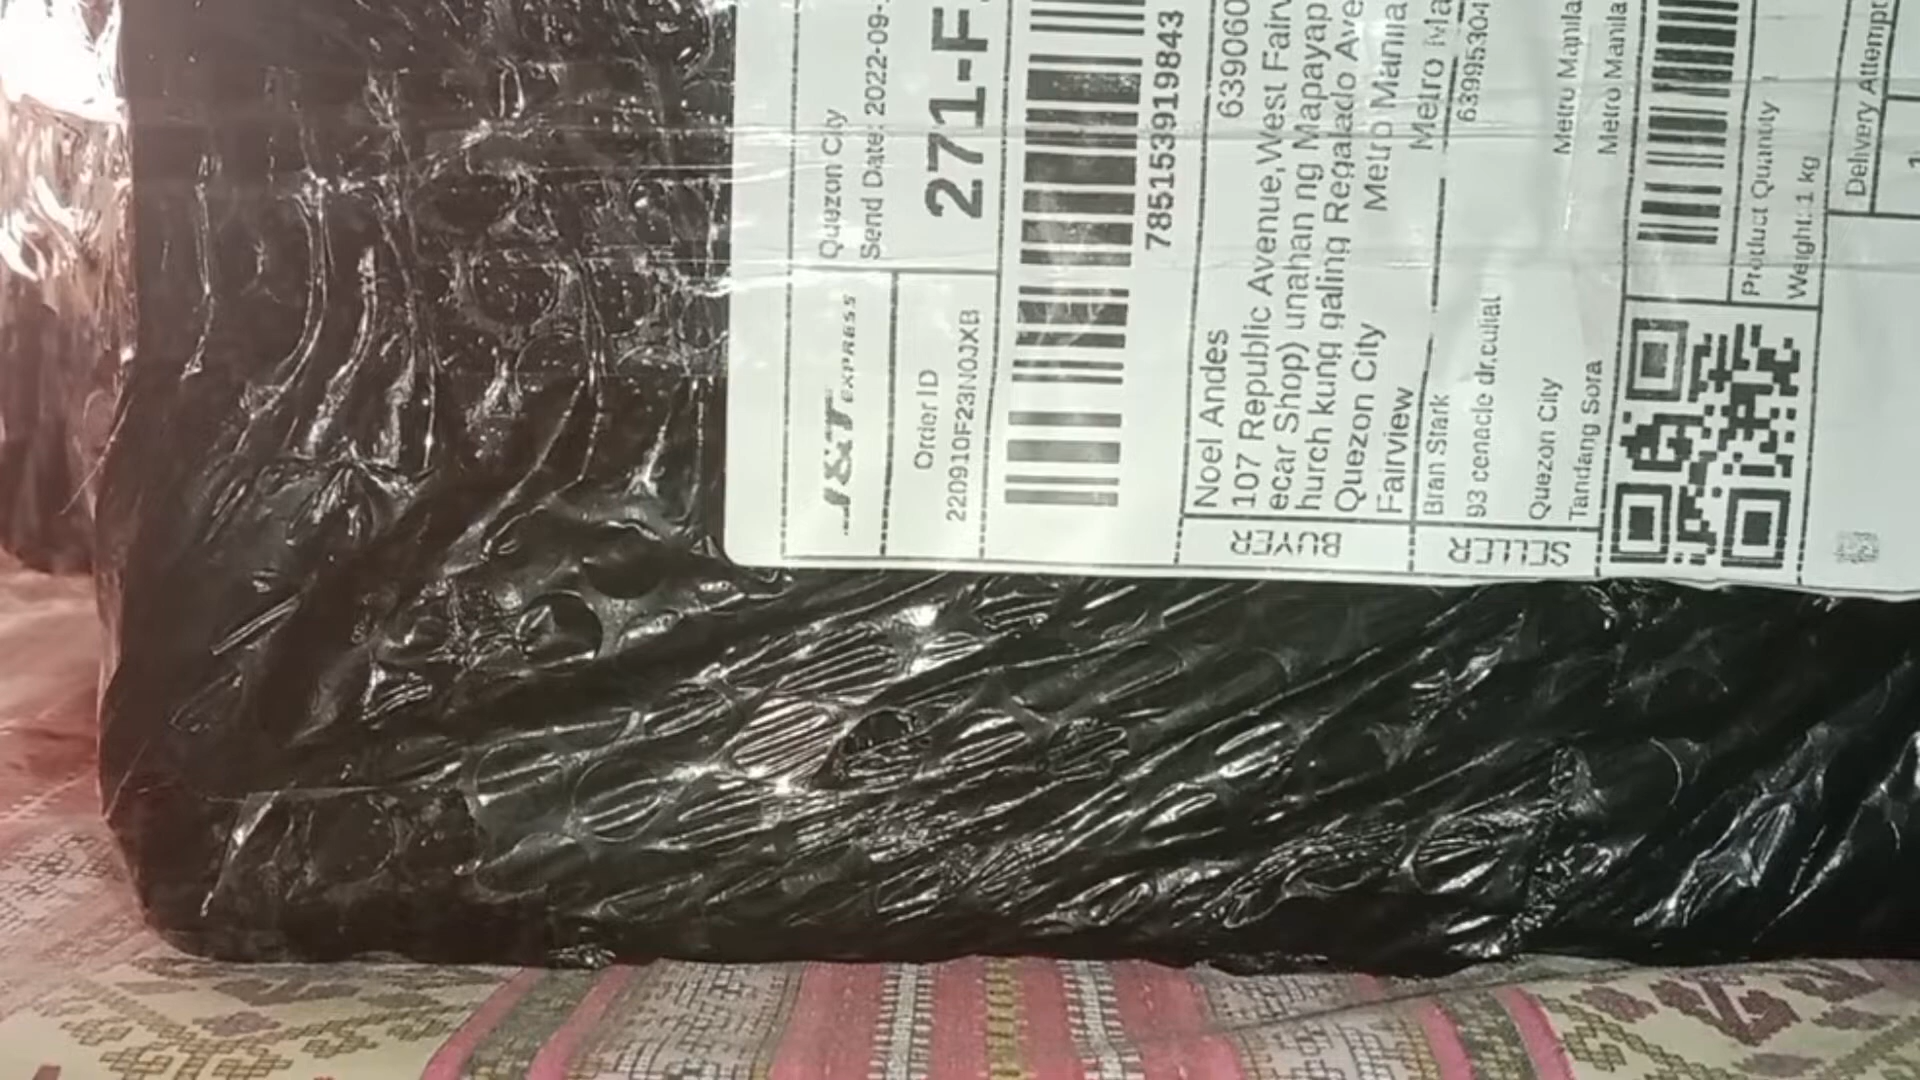 J&T EXPRESS
Quezon City
Send Date: 2022-09-
Order ID
220910F23N0JXB
271-F
785153919843
BUYER
Noel Andes
639060
107 Republic Avenue,West Fairv
ecar Shop) unahan ng Mapayap
hurch kung galing Regalado Ave
Quezon City
Metro Manila
Fairview
Metro Ma
SELLER
Bran Stark
63995304
93 cenacle dr.culiat
Quezon City
Metro Manila
Tandang Sora
Metro Manila
Product Quantity
Weight: 1 kg
Delivery Attempt
1